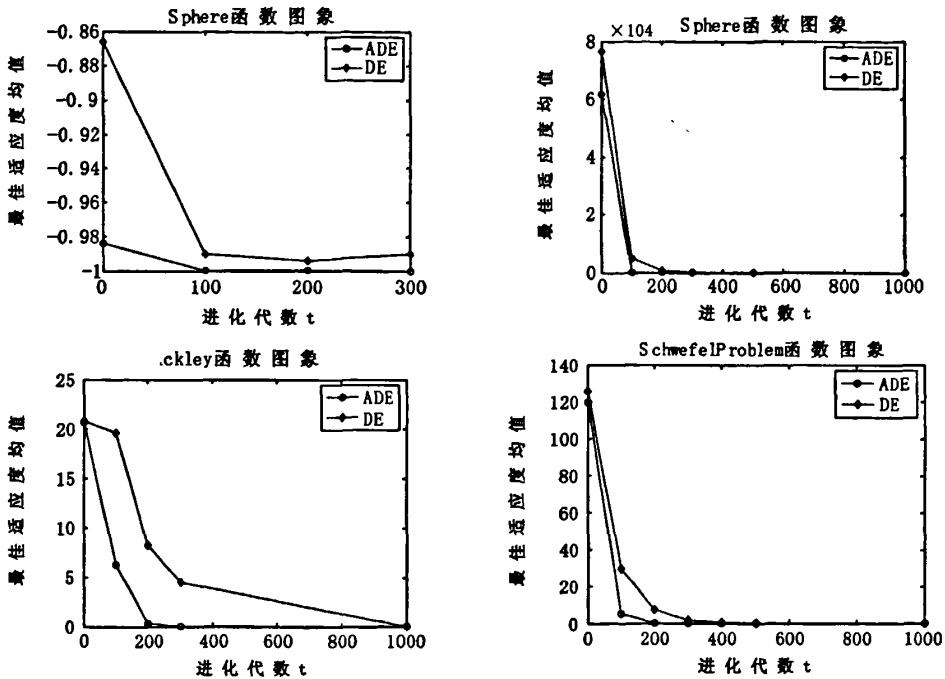 Sphere函数图象
-0.86
-0.88
-0.9
-0.92
-0.94
-0.96
-0.98
-1
0
100
200
300
ADE
DE
最佳适应度均值
进化代数t
Sphere函数图象
×104
8
6
4
2
0
0
200
400
600
800
1000
ADE
DE
最佳适应度均值
进化代数t
.ckley函数图象
25
20
15
10
5
0
0
200
400
600
800
1000
ADE
DE
最佳适应度均值
进化代数t
SchwefelProblem函数图象
140
120
100
80
60
40
20
0
0
200
400
600
800
1000
ADE
DE
最佳适应度均值
进化代数t